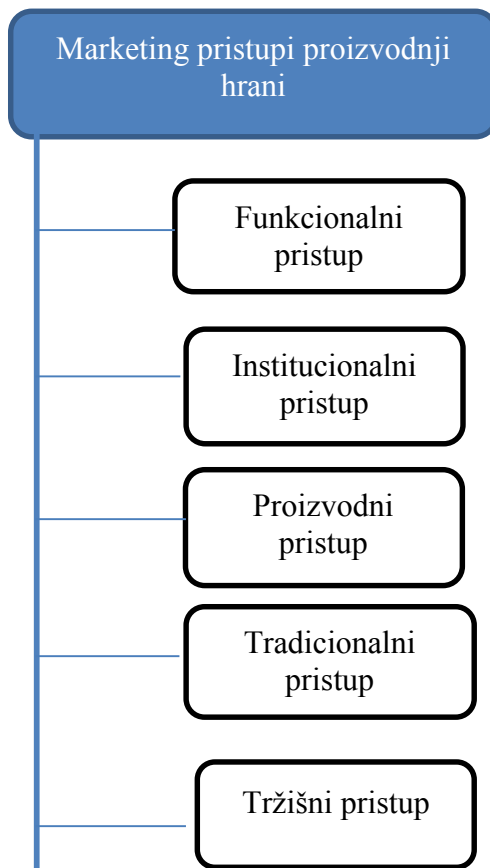 Marketing pristupi proizvodnji
hrani
Funkcionalni
pristup
Institucionalni
pristup
Proizvodni
pristup
Tradicionalni
pristup
Tržišni pristup